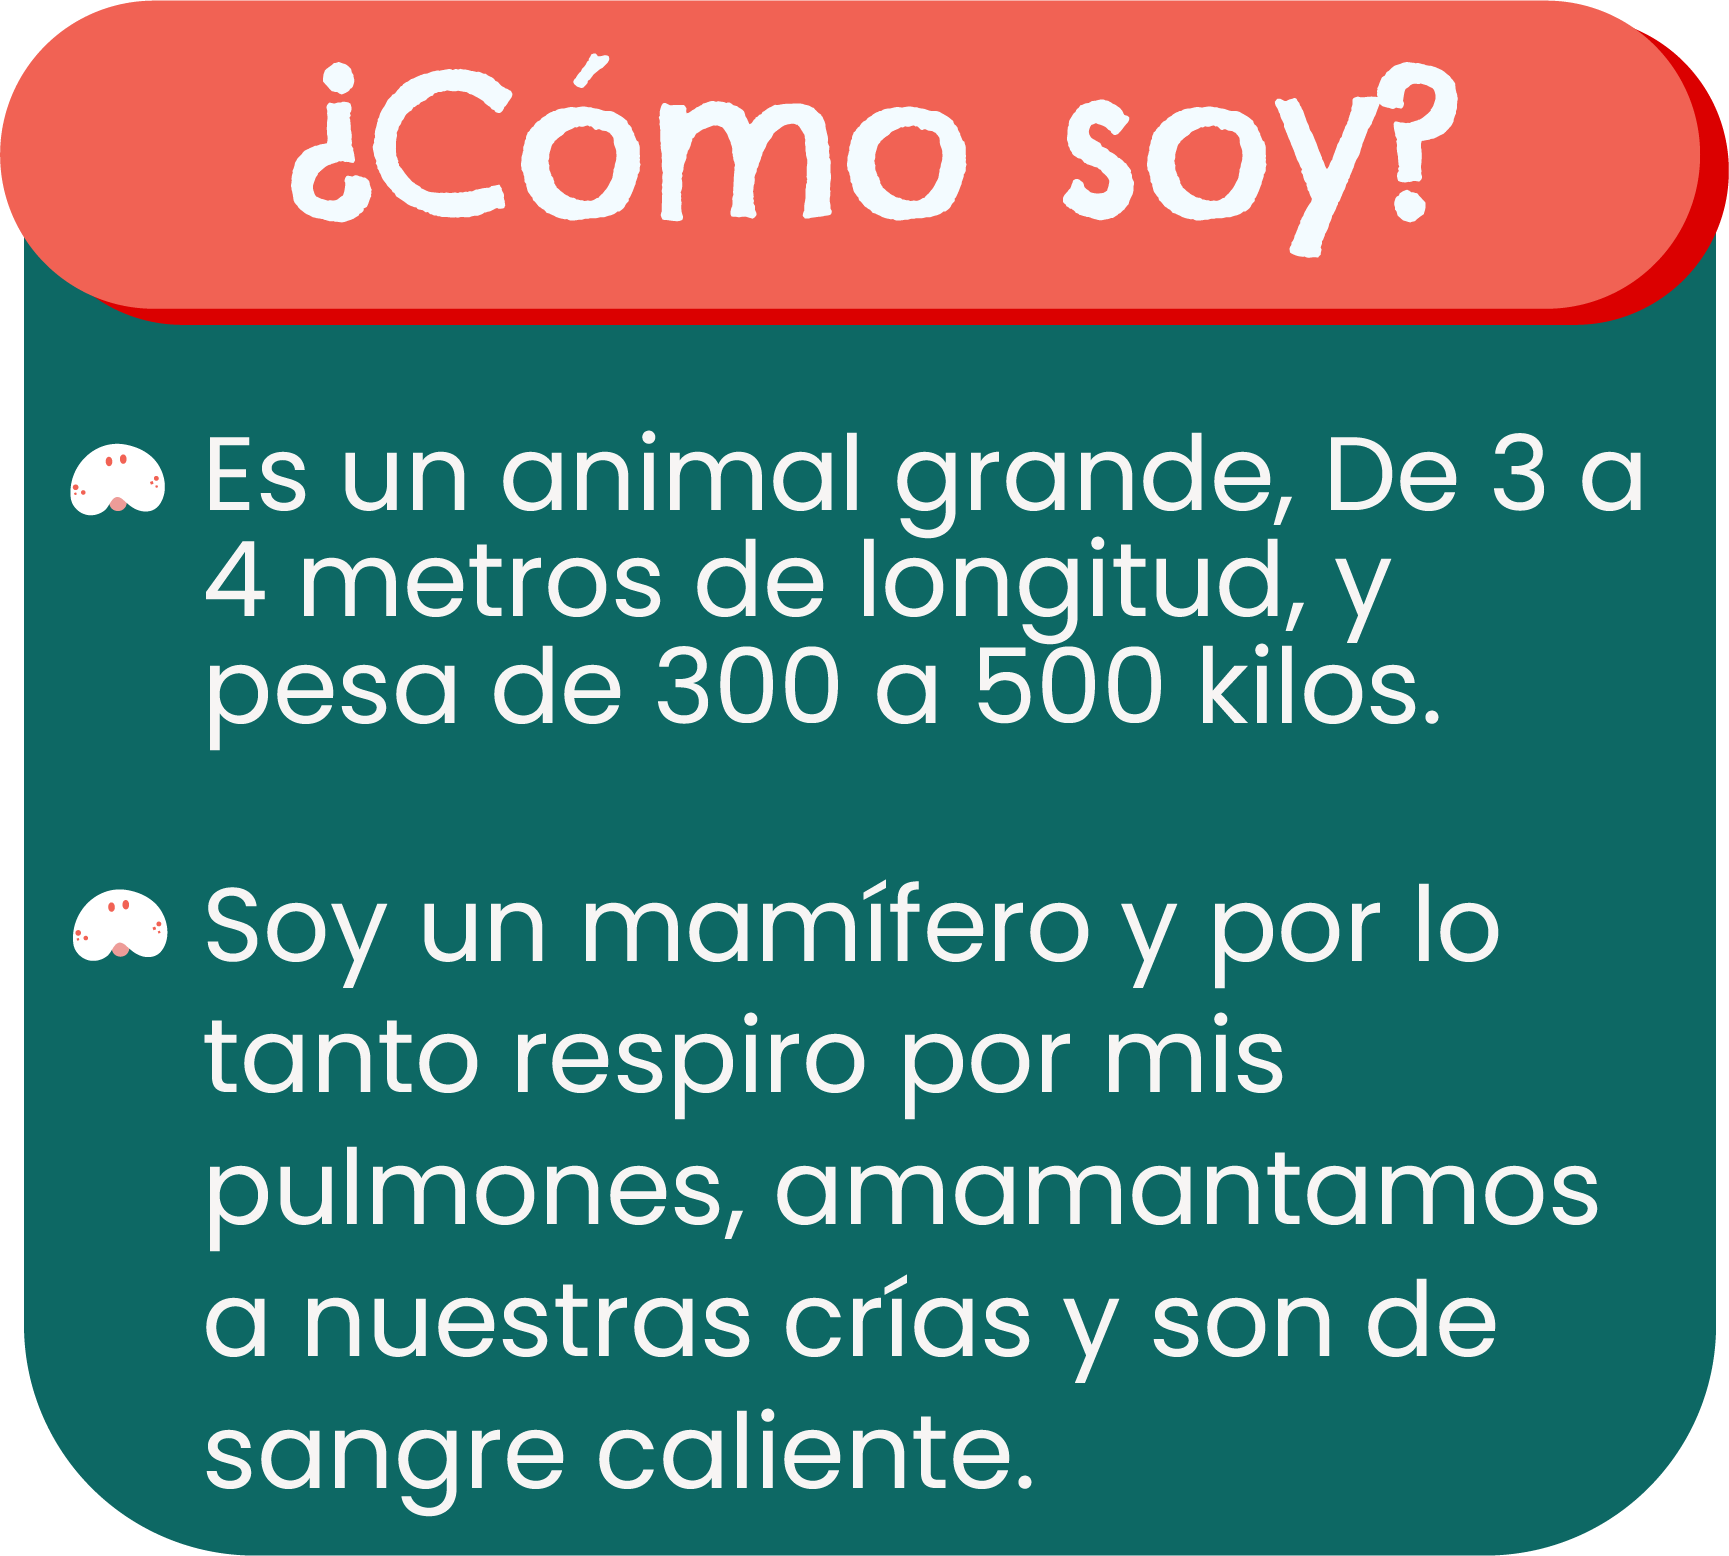 ¿Cómo soy?
Es un animal grande, De 3 a
4 metros de longitud, y
pesa de 300 a 500 kilos.
Soy un mamífero y por lo
tanto respiro por mis
pulmones, amamantamos
a nuestras crías y son de
sangre caliente.